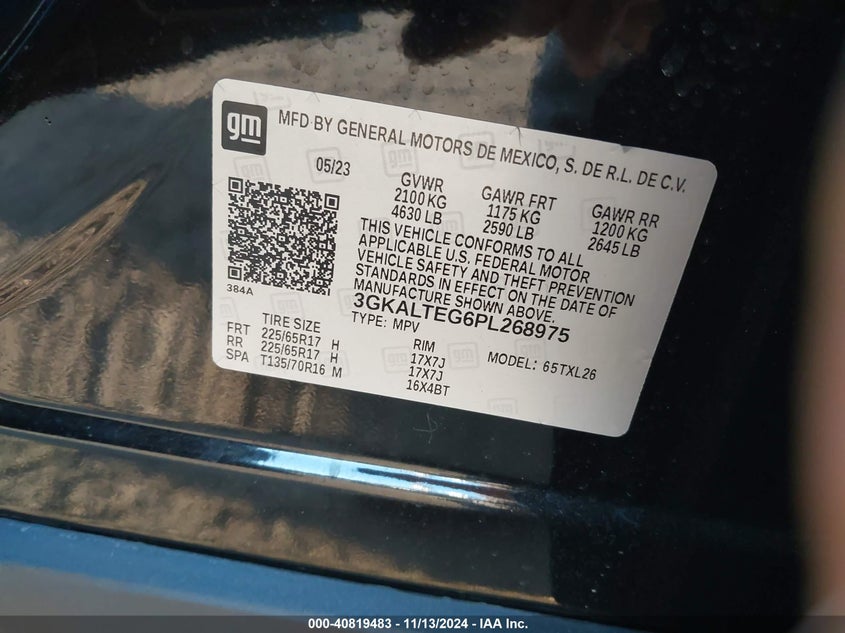 gm MFD BY GENERAL MOTORS DE MEXICO, S. DE R.L. DE C.V.
05/23 GVWR GAWR FRT GAWR RR
2100 KG 1175 KG 1200 KG
4630 LB 2590 LB 2645 LB
THIS VEHICLE CONFORMS TO ALL
APPLICABLE U.S. FEDERAL MOTOR
VEHICLE SAFETY AND THEFT PREVENTION
STANDARDS IN EFFECT ON THE DATE OF
MANUFACTURE SHOWN ABOVE.
384A
3GKALTEG6PL268975
TYPE: MPV MODEL: 65TXL26
TIRE SIZE RIM
FRT 225/65R17 H 17X7J
RR 225/65R17 H 17X7J
SPA T135/70R16 M 16X4BT
000-40819483 — 11/13/2024 — IAA Inc.